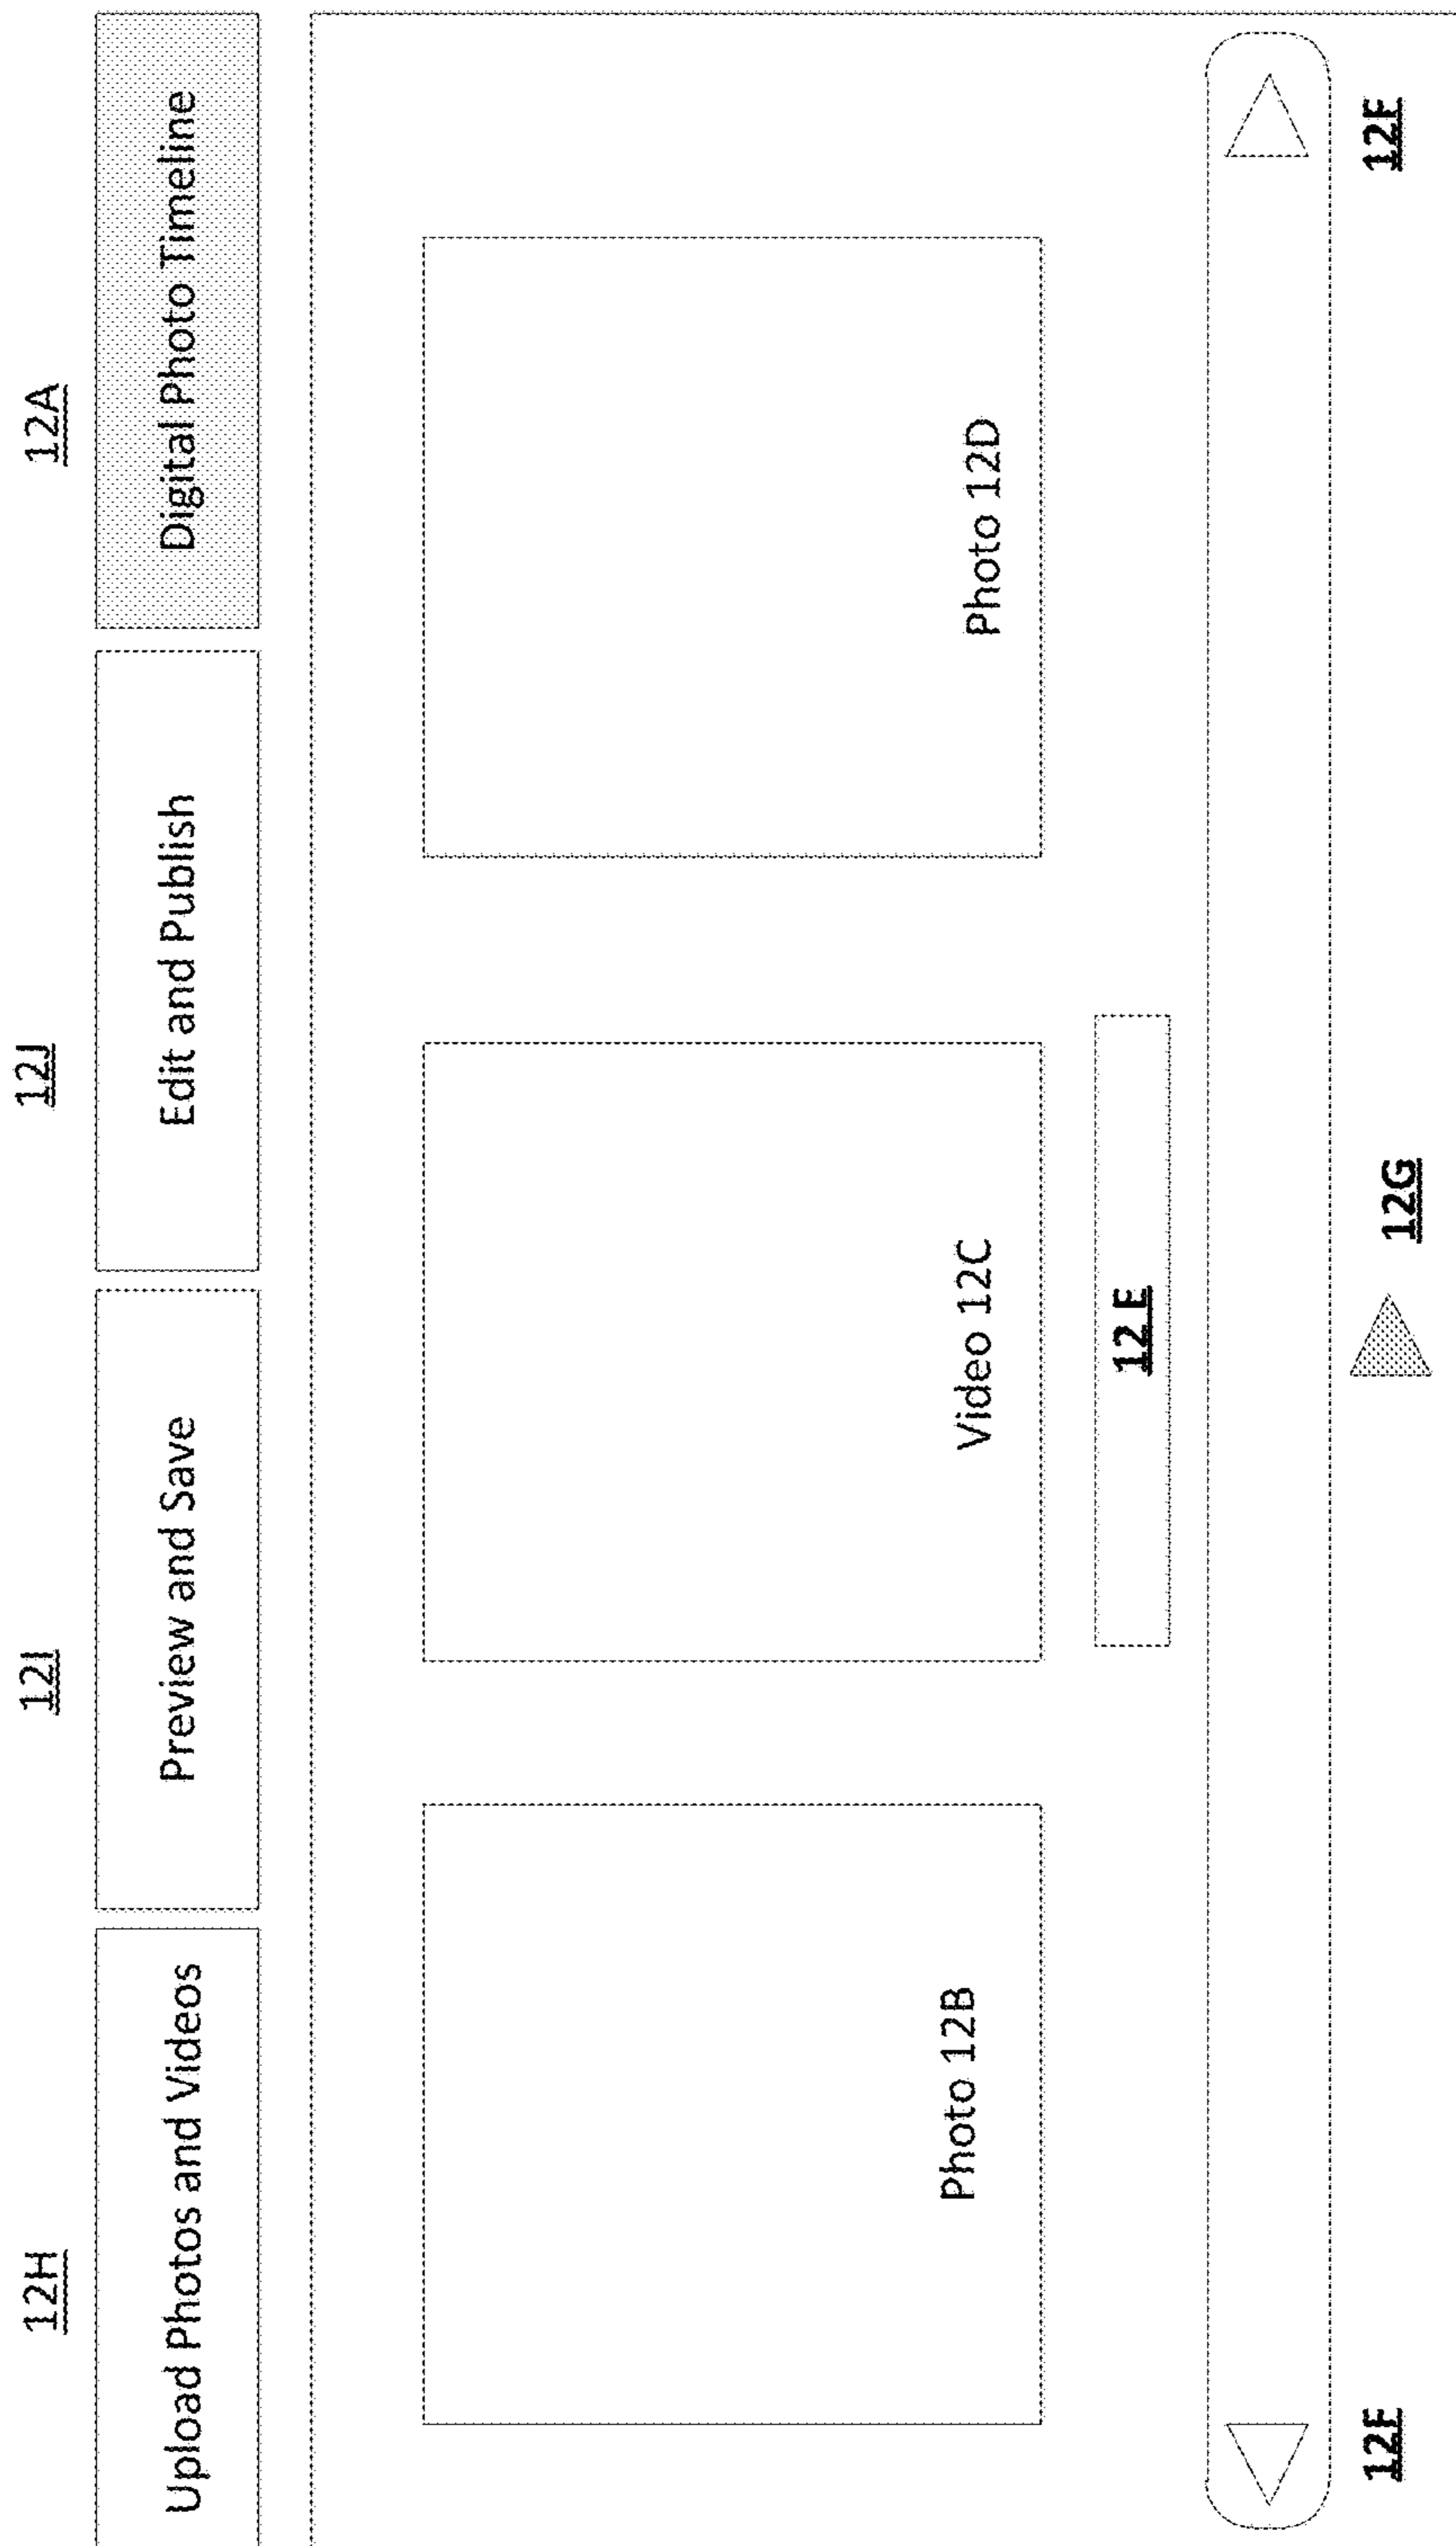 12H
12I
12J
12A
Upload Photos and Videos
Preview and Save
Edit and Publish
Digital Photo Timeline
Photo 12B
Video 12C
Photo 12D
12 E
12F
12G
12F